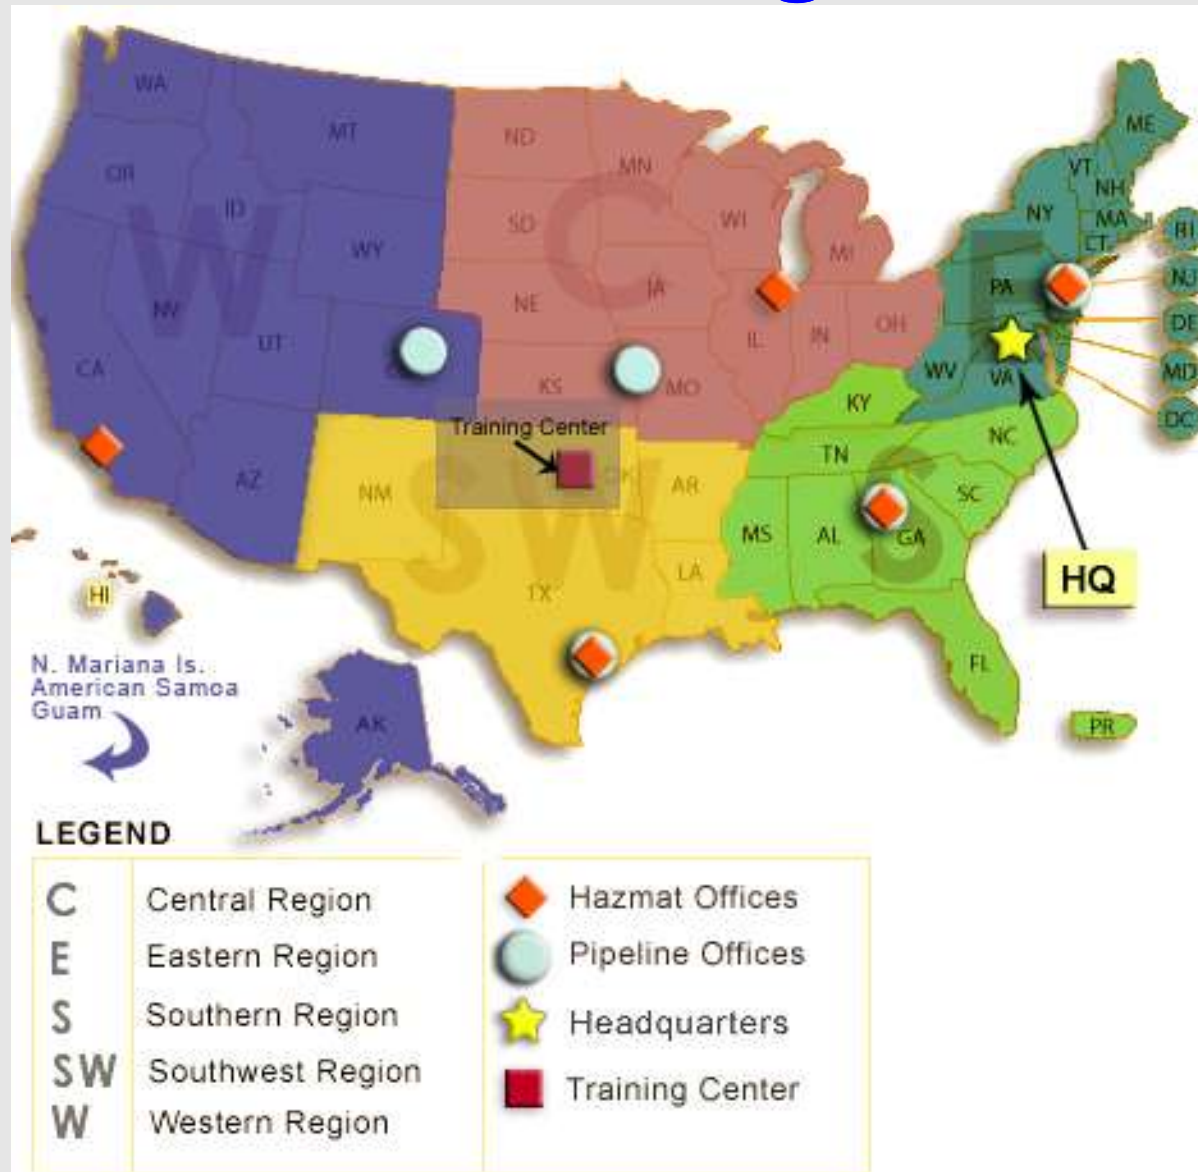 WA
MT
ND
MN
ME
OR
ID
SD
WI
VT
NH
WY
NY
MA
RI
W
C
MI
CT
NE
IA
PA
NJ
NV
UT
IL
IN
OH
DE
CA
KS
MO
WV
VA
MD
KY
DC
Training Center
NC
TN
AZ
NM
AR
SC
SW
MS
AL
GA
S
LA
TX
HQ
HI
FL
N. Mariana Is.
American Samoa
Guam
AK
PR
LEGEND
C Central Region
E Eastern Region
S Southern Region
SW Southwest Region
W Western Region
Hazmat Offices
Pipeline Offices
Headquarters
Training Center